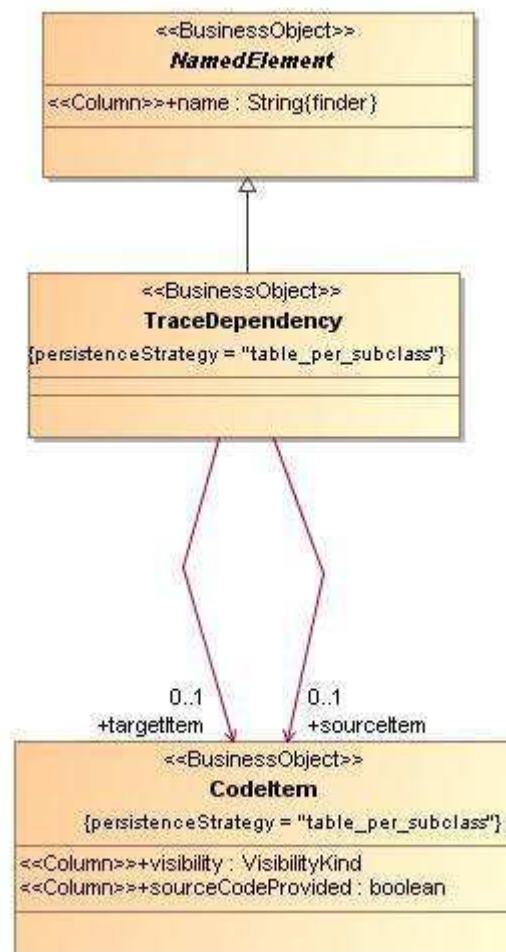 <<BusinessObject>>
NamedElement
<<Column>>+name : String{finder}
<<BusinessObject>>
TraceDependency
{persistenceStrategy = "table_per_subclass"}
0..1
0..1
+targetItem
+sourceItem
<<BusinessObject>>
CodeItem
{persistenceStrategy = "table_per_subclass"}
<<Column>>+visibility : VisibilityKind
<<Column>>+sourceCodeProvided : boolean